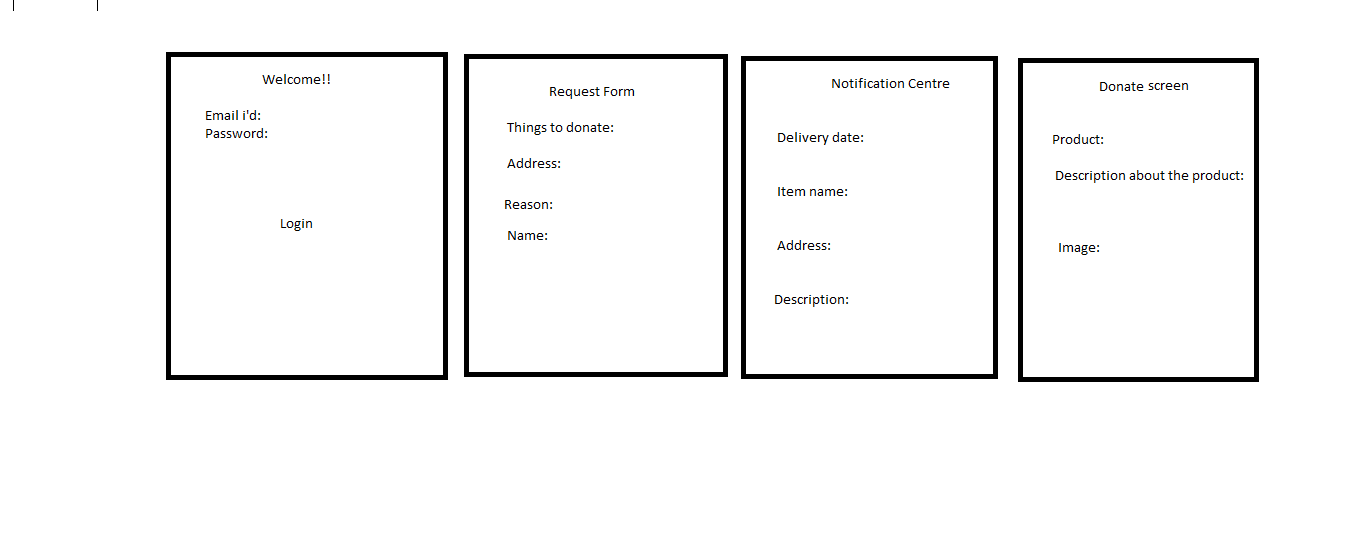 Welcome!!
Email i'd:
Password:
Login
Request Form
Things to donate:
Address:
Reason:
Name:
Notification Centre
Delivery date:
Item name:
Address:
Description:
Donate screen
Product:
Description about the product:
Image: